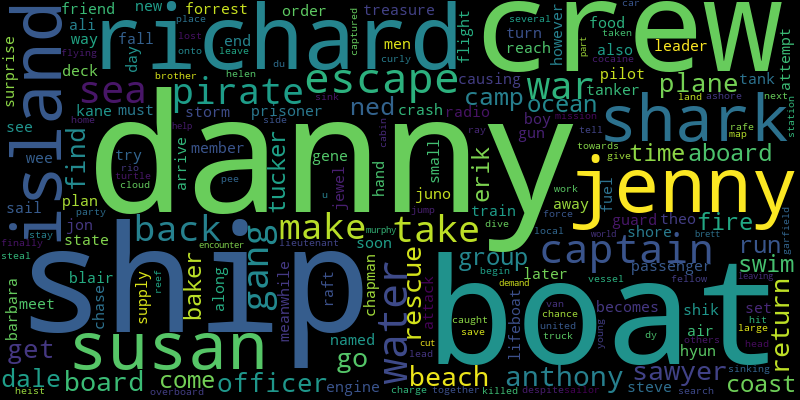 danny
ship
boat
crew
richard
jenny
susan
shark
island
captain
pirate
escape
war
sea
water
gang
plane
camp
ocean
ned
erik
tucker
back
make
take
group
officer
board
come
go
get
dale
baker
rescue
beach
anthony
sawyer
coast
return
swim
run
fire
time
aboard
find
friend
forrest
new
order
treasure
ali
way
fall
end
men
day
deck
surprise
see
wee
kane
must
storm
prisoner
try
member
plan
sail
jon
state
arrive
gene
jewel
hand
small
juno
train
crash
radio
boy
gun
flight
reach
turn
however
also
food
leader
pilot
tanker
tank
attempt
causing
several
onto
leave
captured
flying
place
lost
du
curly
brother
helen
sink
side
home
help
rio
turtle
cloud
party
pee
u
cabin
ray
mission
dive
jump
murphy
encounter
lieutenant
soon
away
fuel
work
force
local
world
guard
theo
shore
brett
garfield
tell
towards
give
rafe
map
land
ashore
next
station
car
part
taken
cocaine
stay
finally
steal
meet
barbara
blair
chaser
supply
along
named
meanwhile
raft
chapman
reef
heist
overboard
engine
charge
together
killed
despite
nation
attack
lead
cut
save
caught
lifeboat
begin
demand
later
vessel
van
chance
united
truck
young
becomes
passenger
shik
hyun
air
dy
steve
search
fellow
leaving
set
hit
large
others
head
sinking